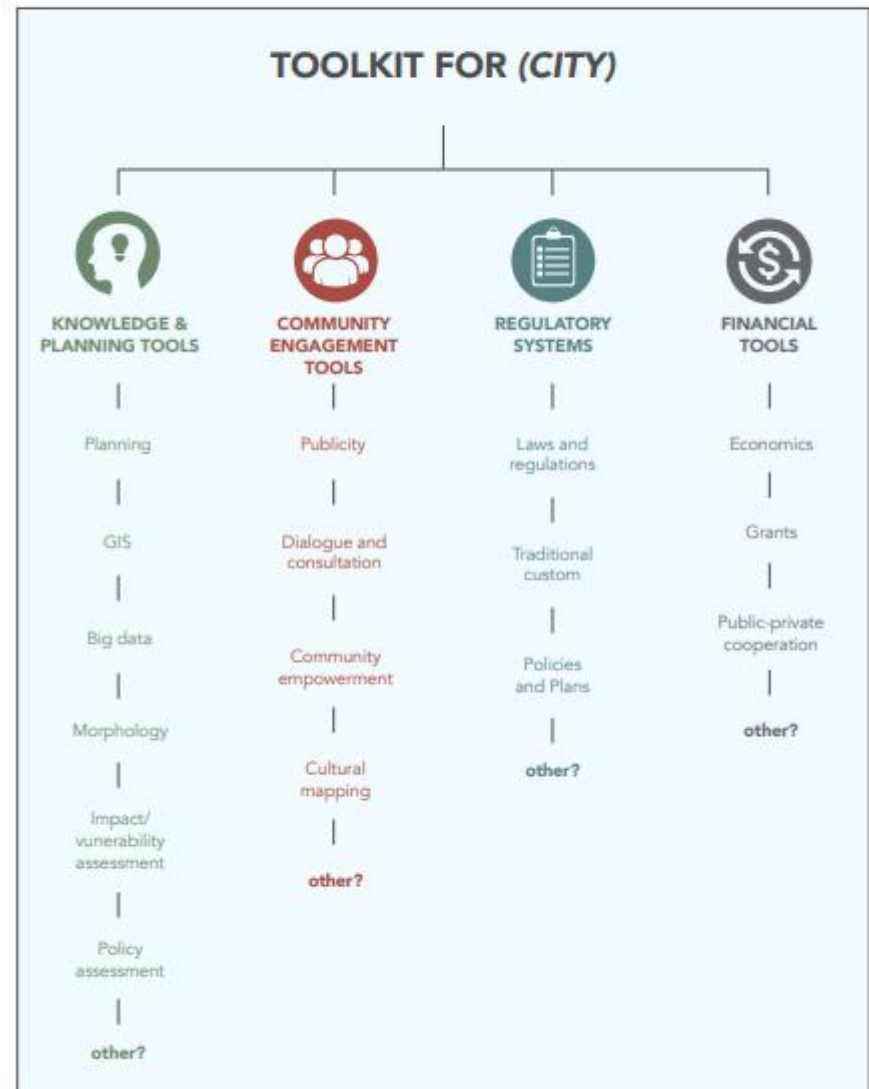 TOOLKIT FOR (CITY)
KNOWLEDGE &
PLANNING TOOLS
Planning
GIS
Big data
Morphology
Impact/
vunerability
assessment
Policy
assessment
other?
COMMUNITY
ENGAGEMENT
TOOLS
Publicity
Dialogue and
consultation
Community
empowerment
Cultural
mapping
other?
REGULATORY
SYSTEMS
Laws and
regulations
Traditional
custom
Policies
and Plans
other?
$
FINANCIAL
TOOLS
Economics
Grants
Public-private
cooperation
other?